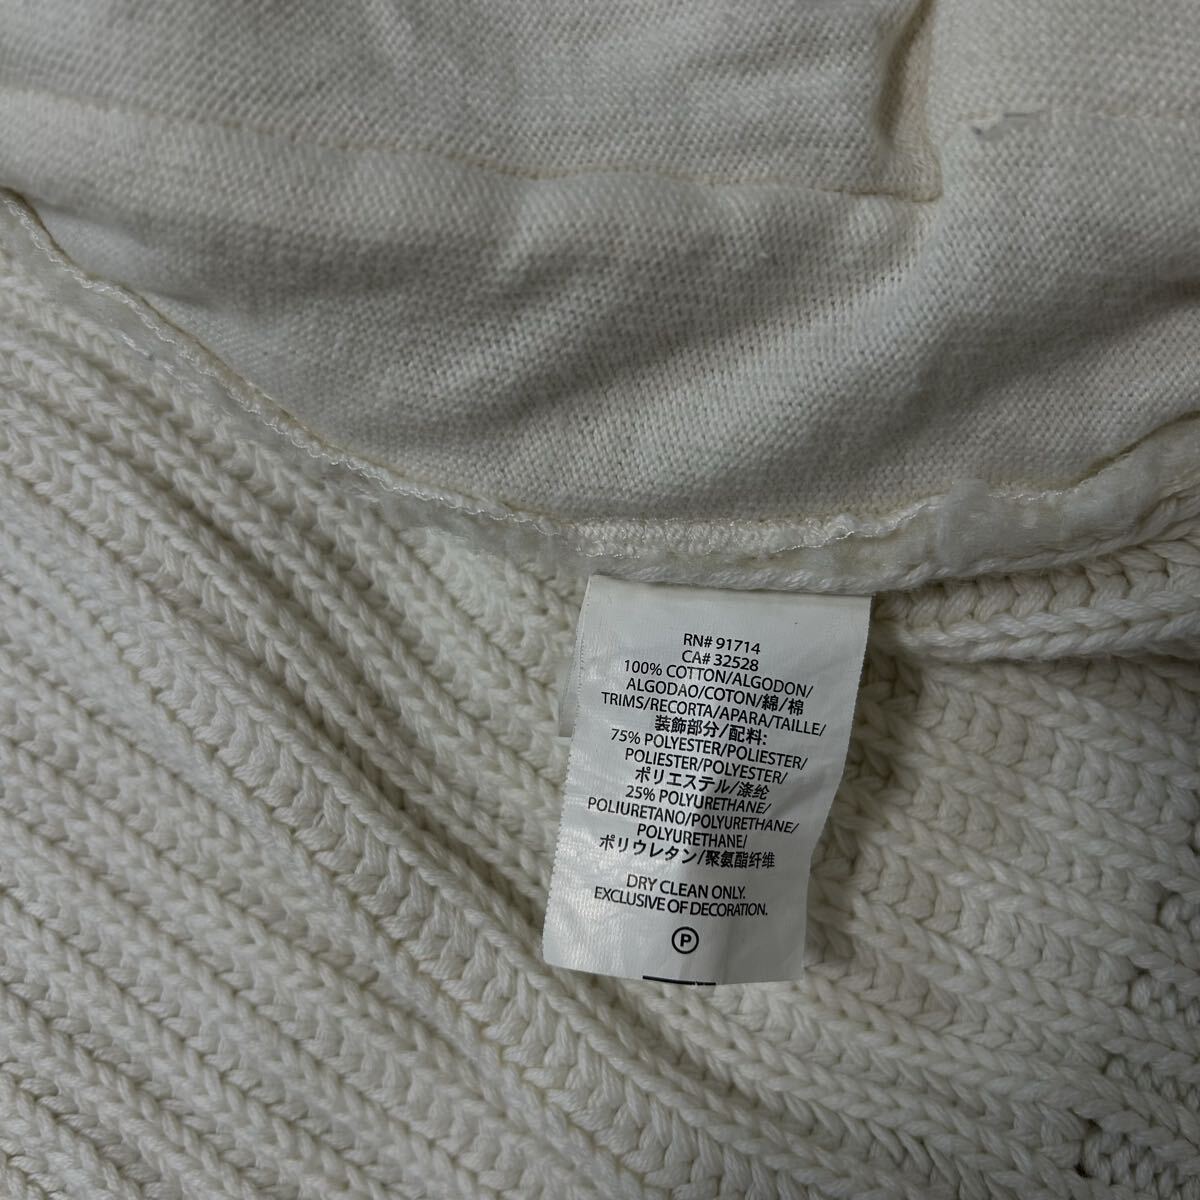 RN# 91714
CA# 32528
100% COTTON/ALGODON/
ALGODAO/COTON/綿/棉
TRIMS/RECORTA/APARA/TAILLE/
装飾部分/配料:
75% POLYESTER/POLIESTER/
POLIESTER/POLYESTER/
ポリエステル/涤纶
25% POLYURETHANE/
POLIURETANO/POLYURETHANE/
POLYURETHANE/
ポリウレタン/聚氨酯纤维
DRY CLEAN ONLY.
EXCLUSIVE OF DECORATION.
P